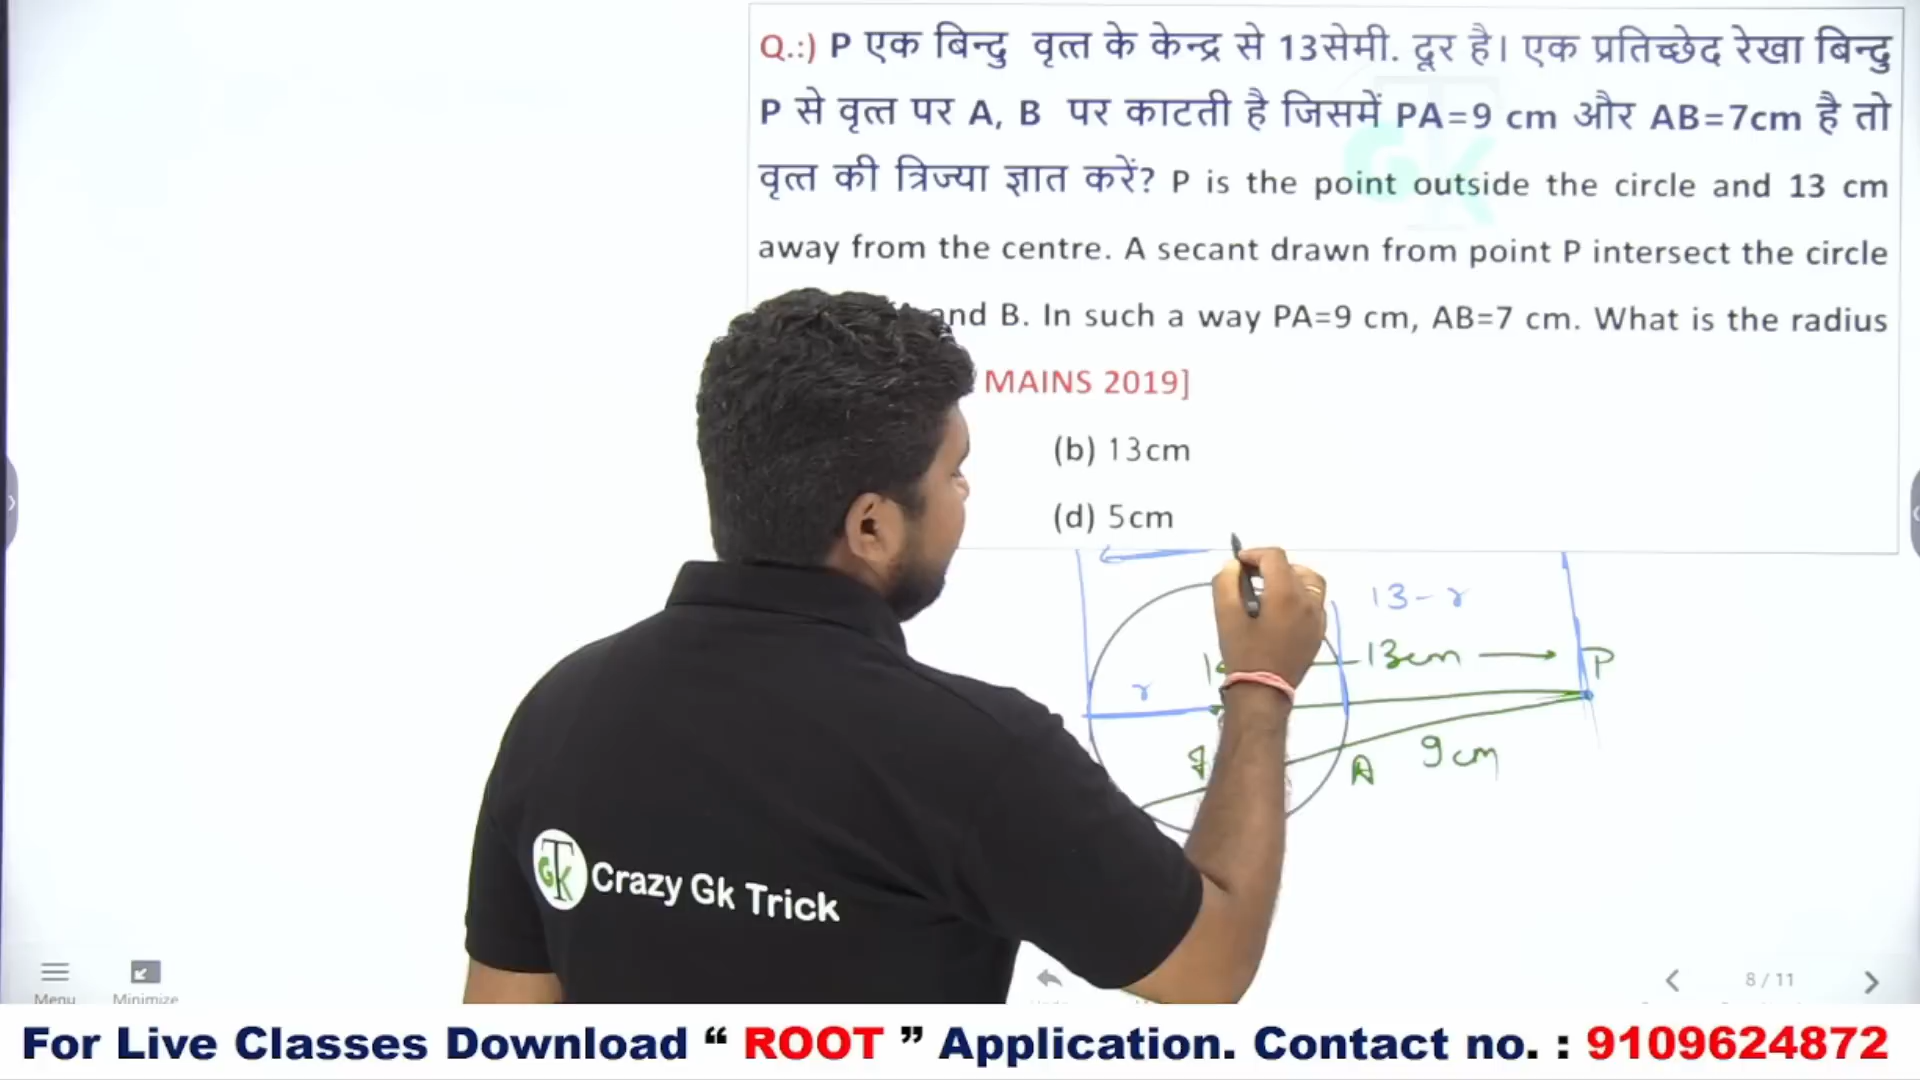 Q.:) P एक बिन्दु वृत्त के केन्द्र से 13सेमी. दूर है। एक प्रतिच्छेद रेखा बिन्दु
P से वृत्त पर A, B पर काटती है जिसमें PA=9 cm और AB=7cm है तो
वृत्त की त्रिज्या ज्ञात करें? P is the point outside the circle and 13 cm
away from the centre. A secant drawn from point P intersect the circle
and B. In such a way PA=9 cm, AB=7 cm. What is the radius
MAINS 2019]
(b) 13cm
(d) 5cm
13-r
13cm
P
r
A
9cm
GTK Crazy Gk Trick
Menu
Minimize
8 / 11
For Live Classes Download “ ROOT ” Application. Contact no. : 9109624872